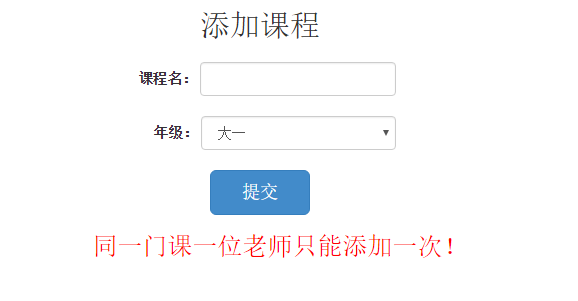 添加课程
课程名：
年级： 大一
提交
同一门课一位老师只能添加一次！